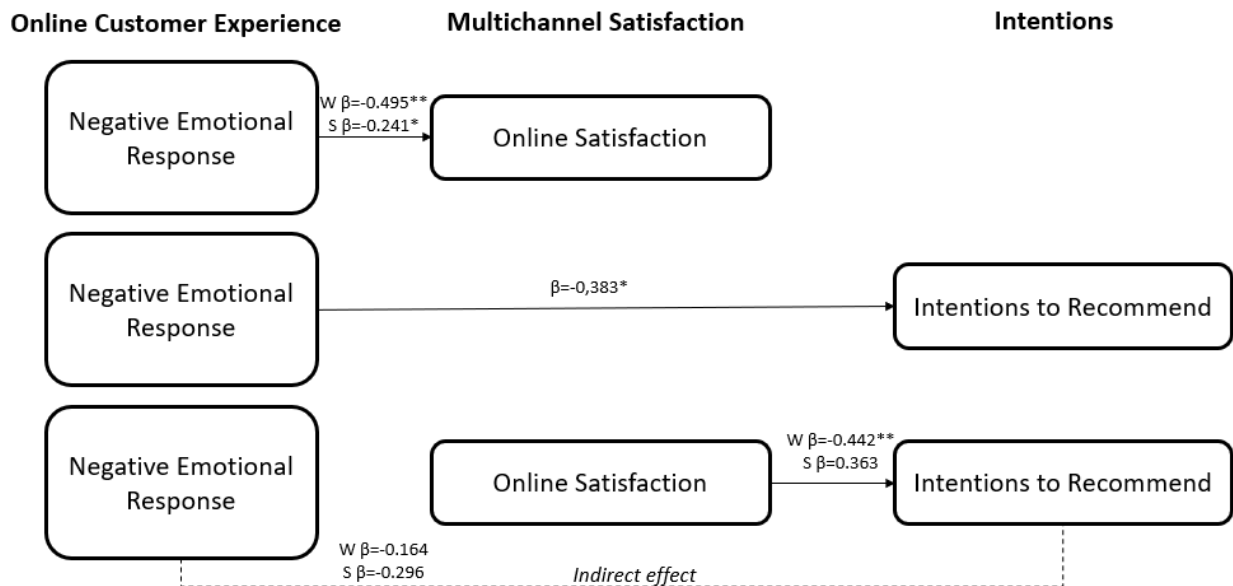 Online Customer Experience
Multichannel Satisfaction
Intentions
Negative Emotional
Response
W β=-0.495**
S β=-0.241*
Online Satisfaction
Negative Emotional
Response
β=-0,383*
Intentions to Recommend
Negative Emotional
Response
Online Satisfaction
W β=-0.442**
S β=0.363
Intentions to Recommend
W β=-0.164
S β=-0.296
Indirect effect